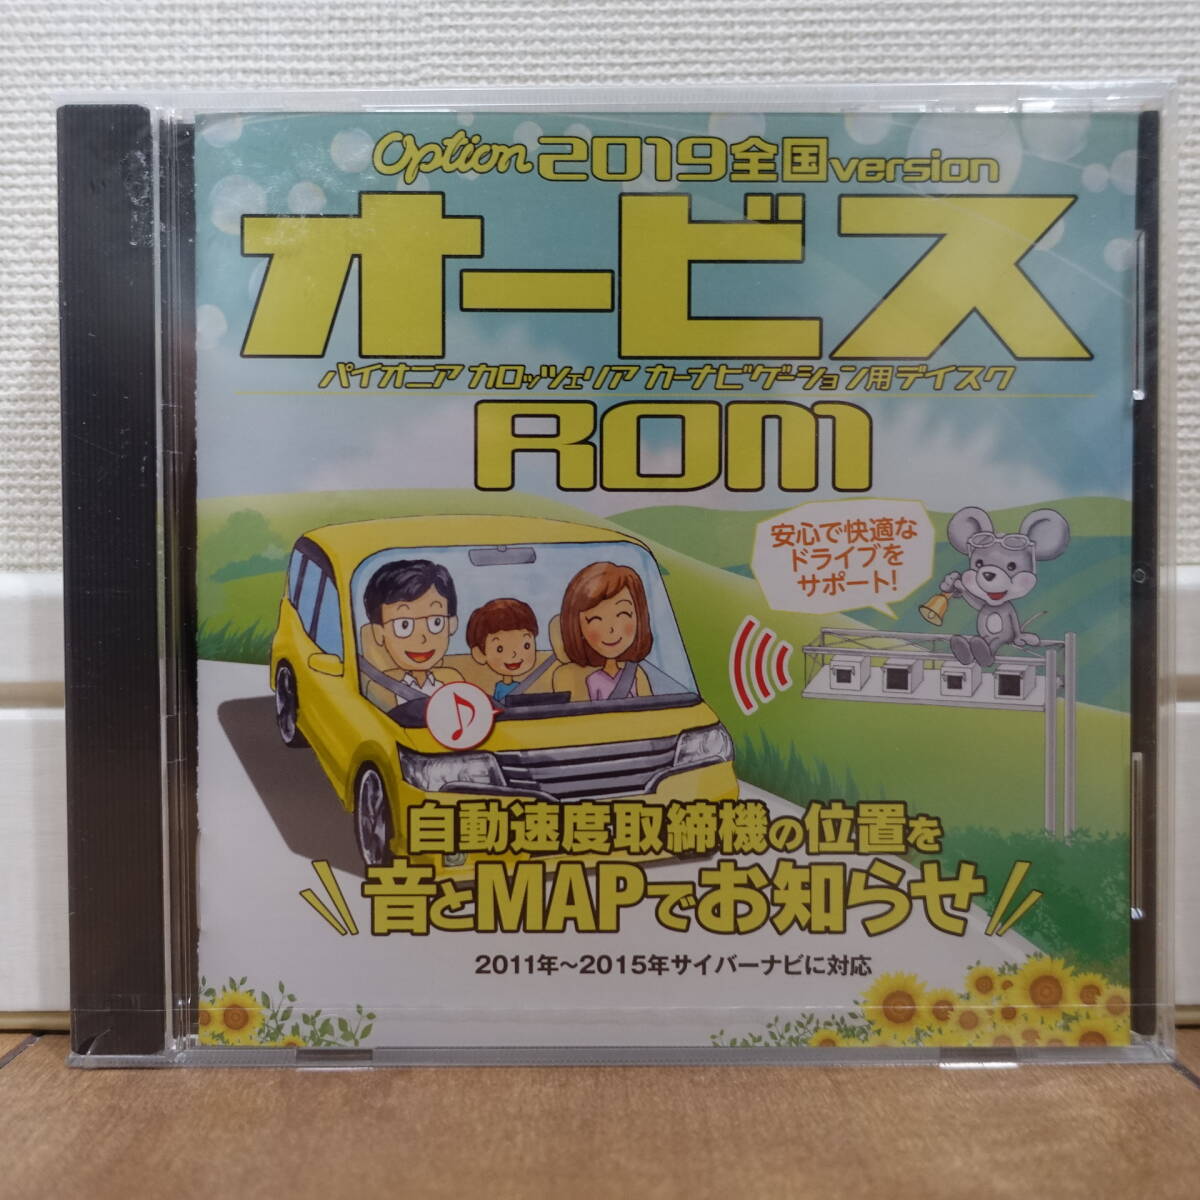 Option 2019全国version
オービス
パイオニア カロッツェリア カーナビゲーション用ディスク
ROM
安心で快適な
ドライブを
サポート!
自動速度取締機の位置を
音とMAPでお知らせ
2011年～2015年サイバーナビに対応